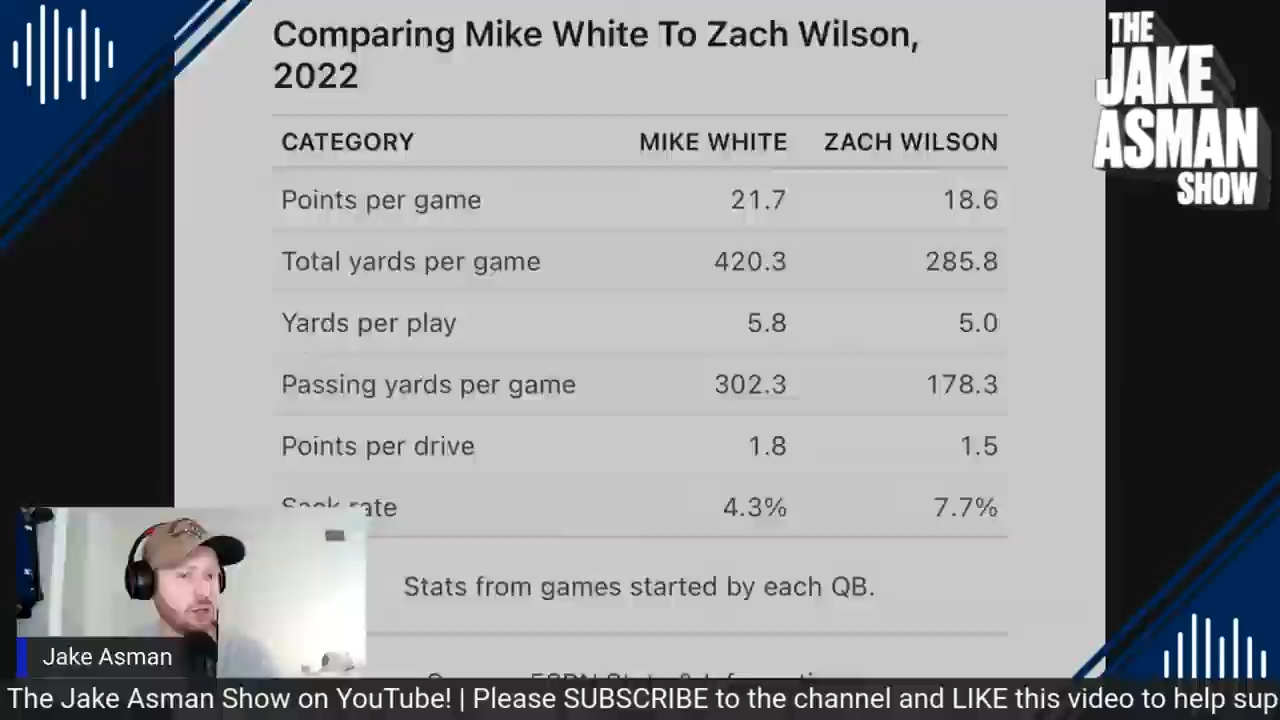 Comparing Mike White To Zach Wilson,
2022
CATEGORY MIKE WHITE ZACH WILSON
Points per game 21.7 18.6
Total yards per game 420.3 285.8
Yards per play 5.8 5.0
Passing yards per game 302.3 178.3
Points per drive 1.8 1.5
Sack rate 4.3% 7.7%
Stats from games started by each QB.
THE
JAKE
ASMAN
SHOW
Jake Asman
The Jake Asman Show on YouTube! | Please SUBSCRIBE to the channel and LIKE this video to help sup